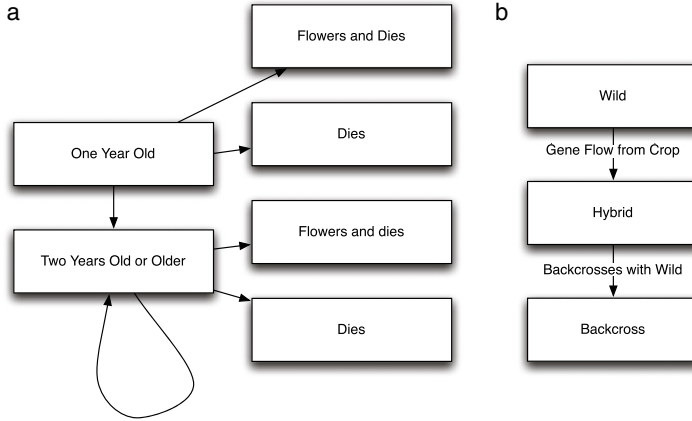 a
Flowers and Dies
One Year Old
Dies
Flowers and dies
Two Years Old or Older
Dies
b
Wild
Gene Flow from Crop
Hybrid
Backcrosses with Wild
Backcross